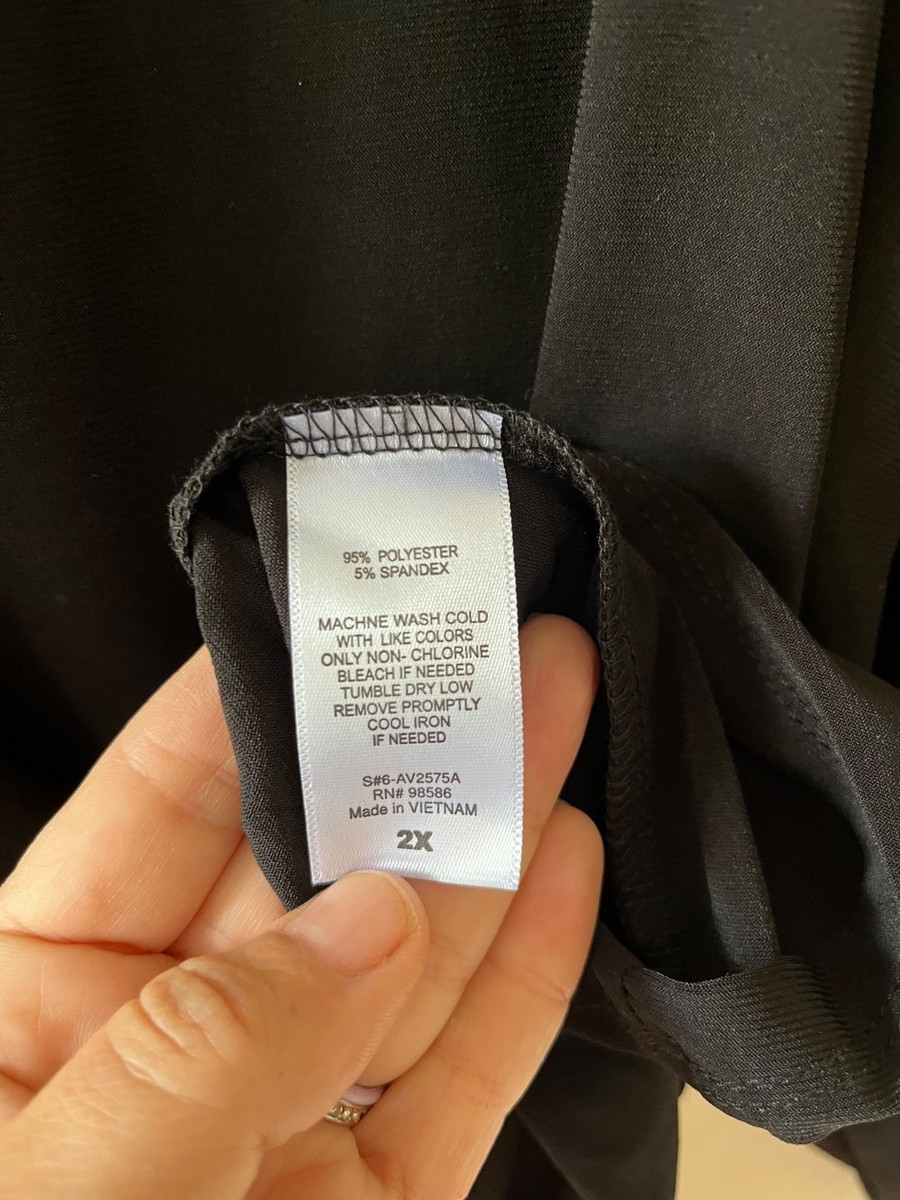 95% POLYESTER
5% SPANDEX
MACHNE WASH COLD
WITH LIKE COLORS
ONLY NON- CHLORINE
BLEACH IF NEEDED
TUMBLE DRY LOW
REMOVE PROMPTLY
COOL IRON
IF NEEDED
S#6-AV2575A
RN# 98586
Made in VIETNAM
2X